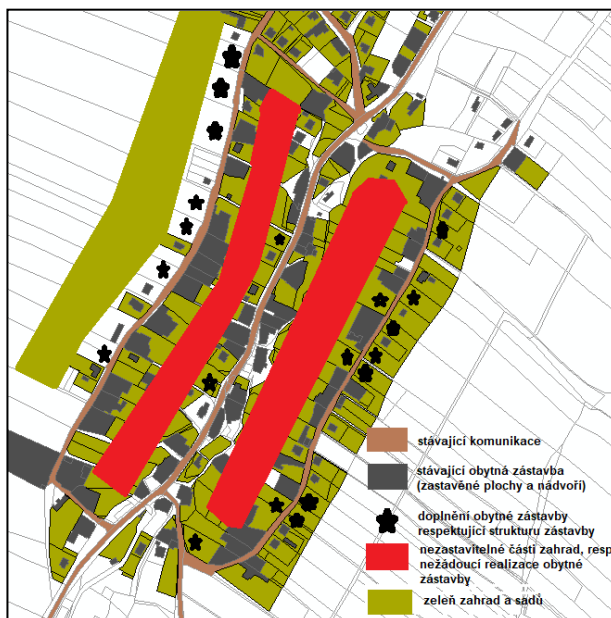 stávající komunikace
stávající obytná zástavba
(zastavěné plochy a nádvoří)
doplnění obytné zástavby
respektující strukturu zástavby
nezastavitelné části zahrad, resp
nežádoucí realizace obytné
zástavby
zeleň zahrad a sadů